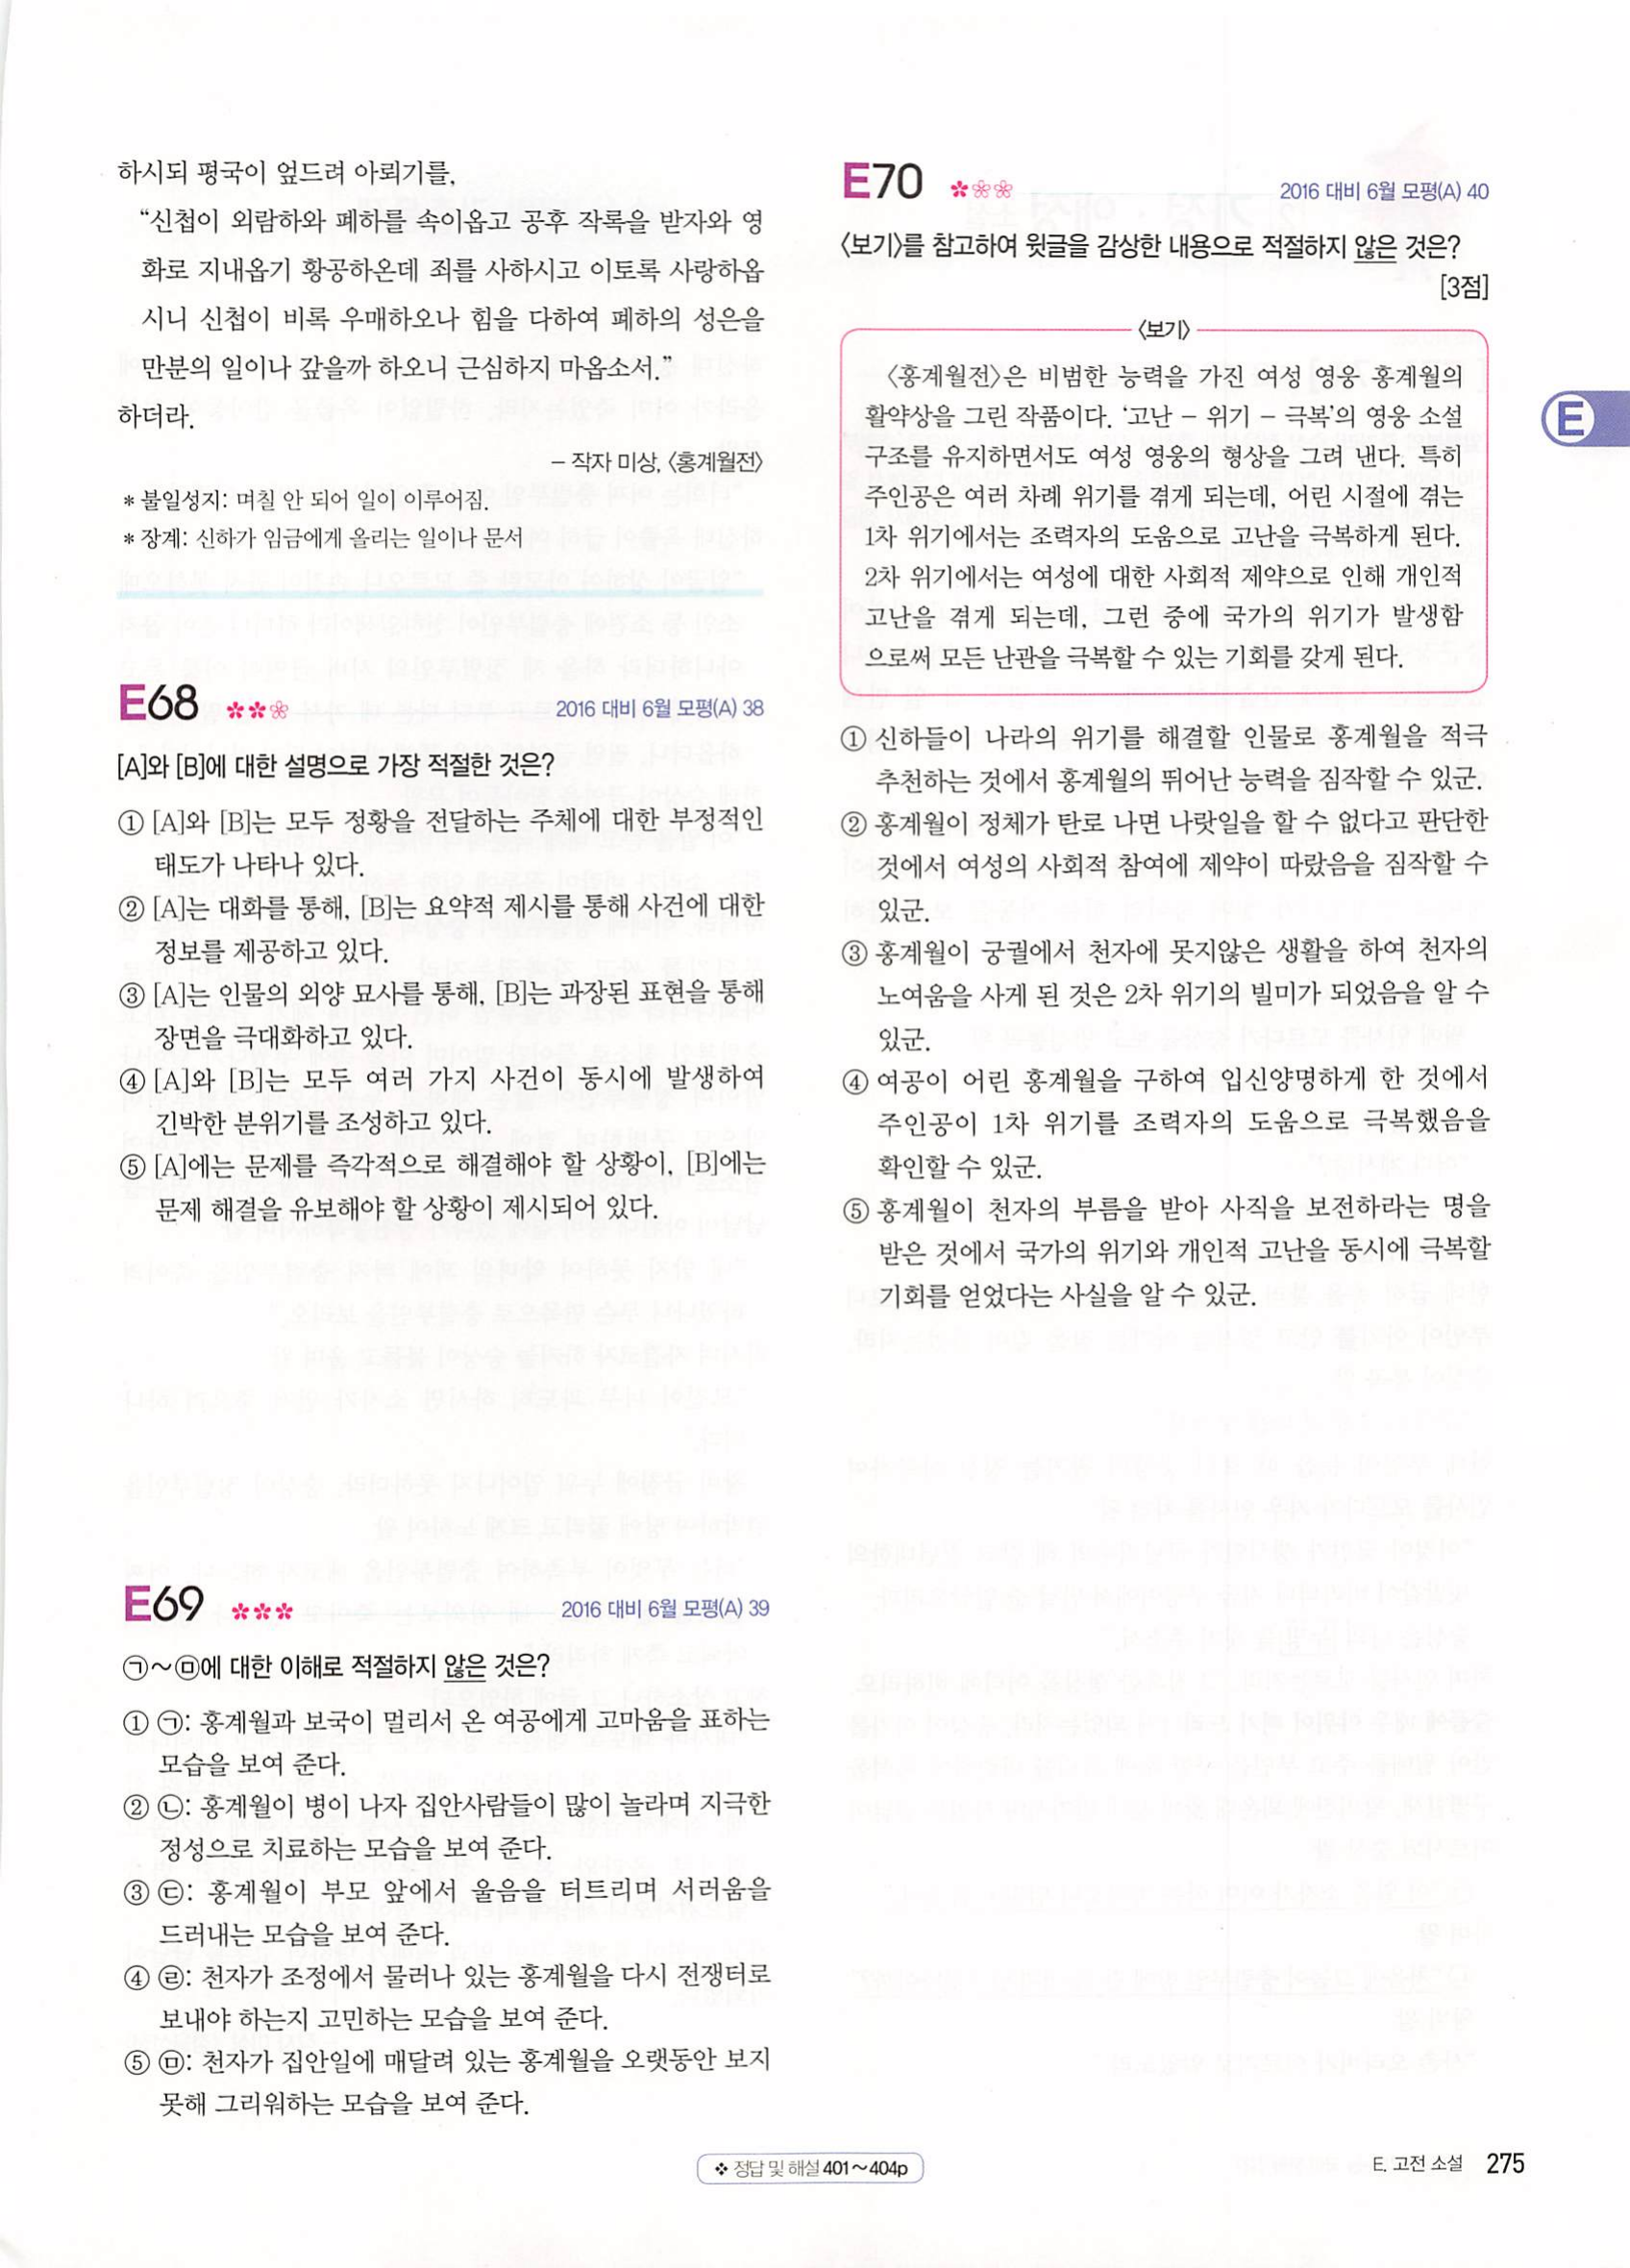 하시되 평국이 엎드려 아뢰기를,
“신첩이 외람하와 폐하를 속이옵고 공후 작록을 받자와 영
화로 지내옵기 황공하온데 죄를 사하시고 이토록 사랑하옵
시니 신첩이 비록 우매하오나 힘을 다하여 폐하의 성은을
만분의 일이나 갚을까 하오니 근심하지 마옵소서.”
하더라.
– 작자 미상, 〈홍계월전〉
* 불일성지: 며칠 안 되어 일이 이루어짐.
* 장계: 신하가 임금에게 올리는 일이나 문서
E68 2016 대비 6월 모평(A) 38
[A]와 [B]에 대한 설명으로 가장 적절한 것은?
① [A]와 [B]는 모두 정황을 전달하는 주체에 대한 부정적인
태도가 나타나 있다.
② [A]는 대화를 통해, [B]는 요약적 제시를 통해 사건에 대한
정보를 제공하고 있다.
③ [A]는 인물의 외양 묘사를 통해, [B]는 과장된 표현을 통해
장면을 극대화하고 있다.
④ [A]와 [B]는 모두 여러 가지 사건이 동시에 발생하여
긴박한 분위기를 조성하고 있다.
⑤ [A]에는 문제를 즉각적으로 해결해야 할 상황이, [B]에는
문제 해결을 유보해야 할 상황이 제시되어 있다.
E69 2016 대비 6월 모평(A) 39
㉠~㉤에 대한 이해로 적절하지 않은 것은?
① ㉠: 홍계월과 보국이 멀리서 온 여공에게 고마움을 표하는
모습을 보여 준다.
② ㉡: 홍계월이 병이 나자 집안사람들이 많이 놀라며 지극한
정성으로 치료하는 모습을 보여 준다.
③ ㉢: 홍계월이 부모 앞에서 울음을 터트리며 서러움을
드러내는 모습을 보여 준다.
④ ㉣: 천자가 조정에서 물러나 있는 홍계월을 다시 전쟁터로
보내야 하는지 고민하는 모습을 보여 준다.
⑤ ㉤: 천자가 집안일에 매달려 있는 홍계월을 오랫동안 보지
못해 그리워하는 모습을 보여 준다.
E70 2016 대비 6월 모평(A) 40
〈보기〉를 참고하여 윗글을 감상한 내용으로 적절하지 않은 것은?
[3점]
〈보기〉
〈홍계월전〉은 비범한 능력을 가진 여성 영웅 홍계월의
활약상을 그린 작품이다. ‘고난 – 위기 – 극복’의 영웅 소설
구조를 유지하면서도 여성 영웅의 형상을 그려 낸다. 특히
주인공은 여러 차례 위기를 겪게 되는데, 어린 시절에 겪는
1차 위기에서는 조력자의 도움으로 고난을 극복하게 된다.
2차 위기에서는 여성에 대한 사회적 제약으로 인해 개인적
고난을 겪게 되는데, 그런 중에 국가의 위기가 발생함
으로써 모든 난관을 극복할 수 있는 기회를 갖게 된다.
① 신하들이 나라의 위기를 해결할 인물로 홍계월을 적극
추천하는 것에서 홍계월의 뛰어난 능력을 짐작할 수 있군.
② 홍계월이 정체가 탄로 나면 나랏일을 할 수 없다고 판단한
것에서 여성의 사회적 참여에 제약이 따랐음을 짐작할 수
있군.
③ 홍계월이 궁궐에서 천자에 못지않은 생활을 하여 천자의
노여움을 사게 된 것은 2차 위기의 빌미가 되었음을 알 수
있군.
④ 여공이 어린 홍계월을 구하여 입신양명하게 한 것에서
주인공이 1차 위기를 조력자의 도움으로 극복했음을
확인할 수 있군.
⑤ 홍계월이 천자의 부름을 받아 사직을 보전하라는 명을
받은 것에서 국가의 위기와 개인적 고난을 동시에 극복할
기회를 얻었다는 사실을 알 수 있군.
E
❖ 정답 및 해설 401~404p
E. 고전 소설 275